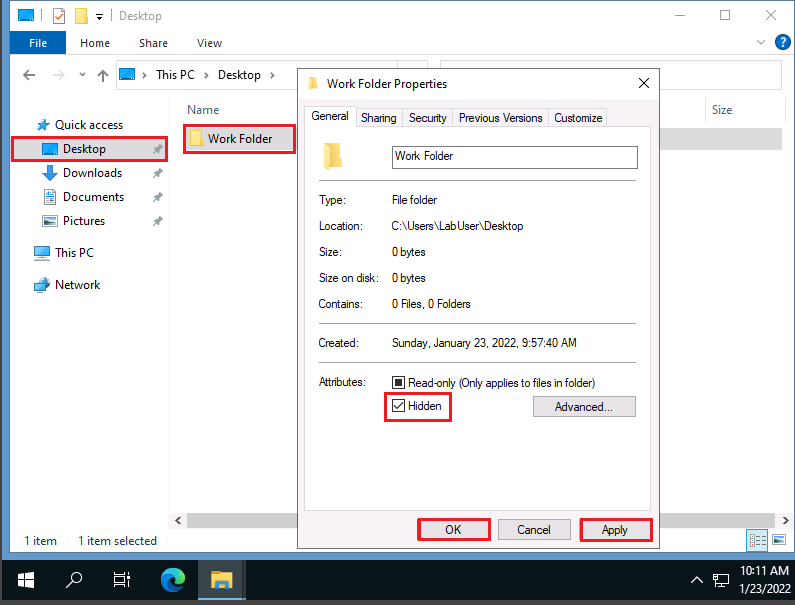 Desktop
File
Home
Share
View
?
This PC
Desktop
Name
Size
Quick access
Desktop
Downloads
Documents
Pictures
This PC
Network
Work Folder
Work Folder Properties
General
Sharing
Security
Previous Versions
Customize
Work Folder
Type: File folder
Location: C:\Users\LabUser\Desktop
Size: 0 bytes
Size on disk: 0 bytes
Contains: 0 Files, 0 Folders
Created: Sunday, January 23, 2022, 9:57:40 AM
Attributes: Read-only (Only applies to files in folder)
Hidden
Advanced...
OK
Cancel
Apply
1 item
1 item selected
10:11 AM
1/23/2022